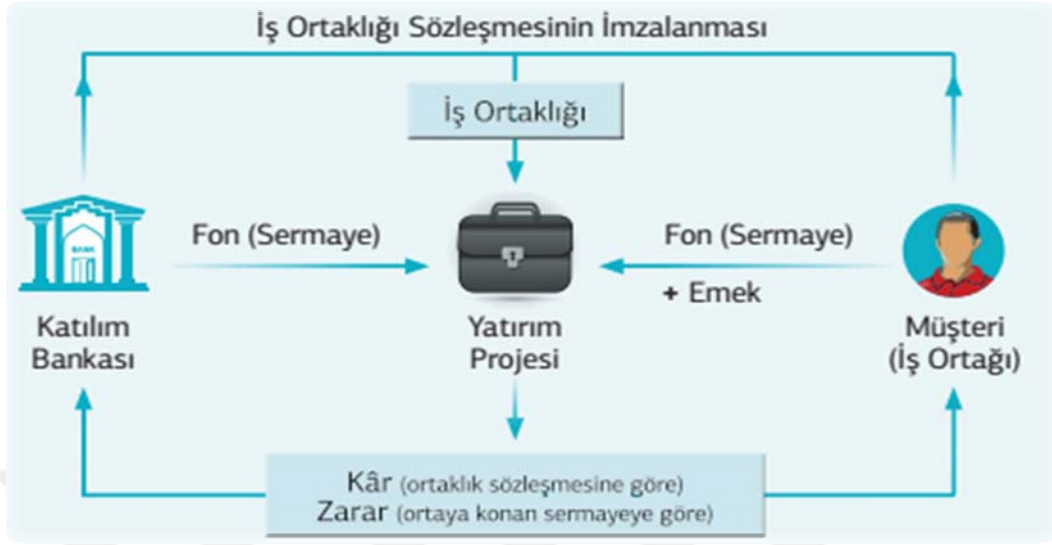 İş Ortaklığı Sözleşmesinin İmzalanması
İş Ortaklığı
Fon (Sermaye)
Fon (Sermaye)
+ Emek
BANK
Katılım
Bankası
Yatırım
Projesi
Müşteri
(İş Ortağı)
Kâr (ortaklık sözleşmesine göre)
Zarar (ortaya konan sermayeye göre)